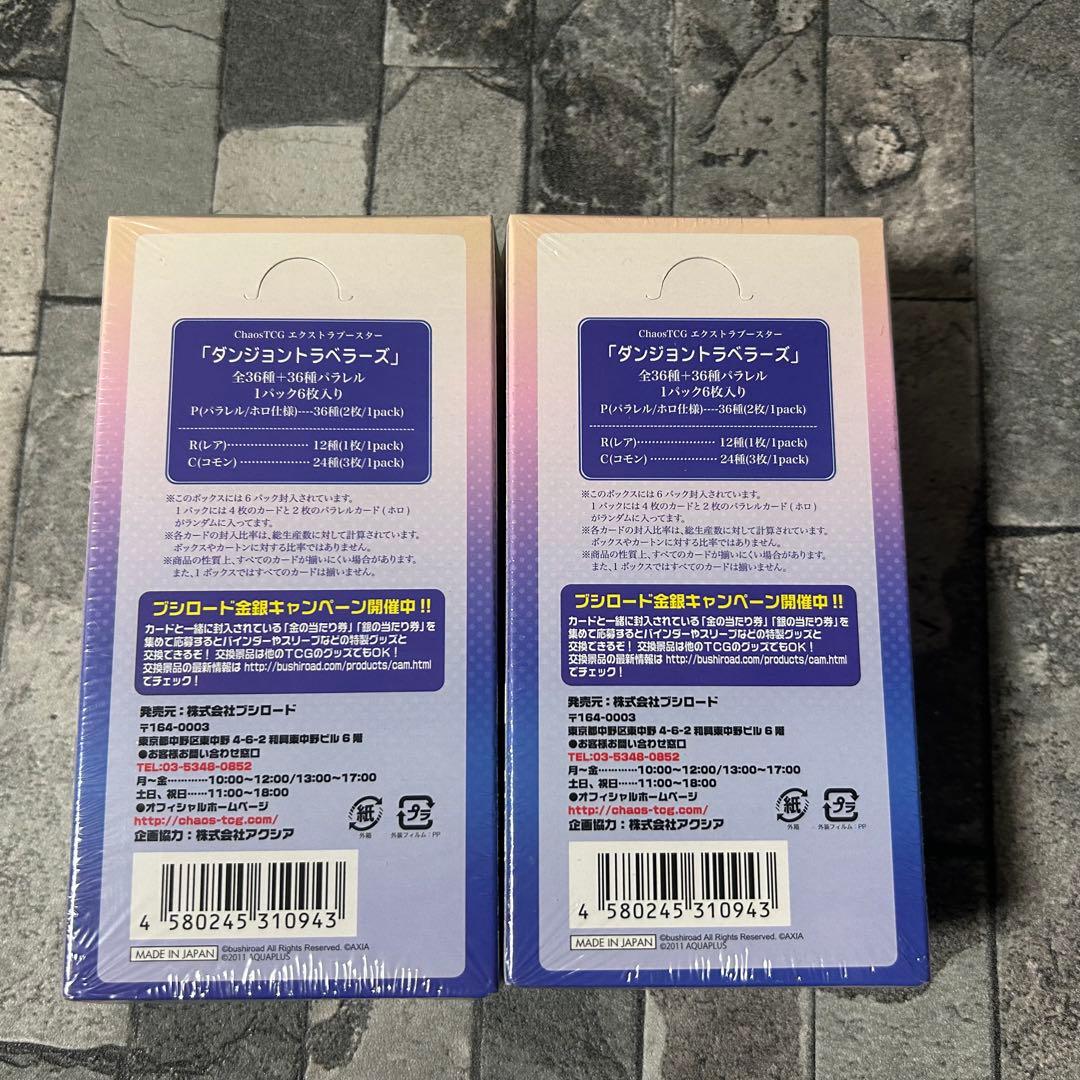 ChaosTCG エクストラブースター
「ダンジョントラベラーズ」
全36種＋36種パラレル
1パック6枚入り
P(パラレル/ホロ仕様)----36種(2枚/1pack)
R(レア)…………………… 12種(1枚/1pack)
C(コモン) ………………… 24種(3枚/1pack)
※このボックスには6パック封入されています。
1パックには4枚のカードと2枚のパラレルカード(ホロ)
がランダムに入ってます。
※各カードの封入比率は、総生産数に対して計算されています。
ボックスやカートンに対する比率ではありません。
※商品の性質上、すべてのカードが揃いにくい場合があります。
また、1ボックスではすべてのカードは揃いません。
ブシロード金銀キャンペーン開催中!!
カードと一緒に封入されている「金の当たり券」「銀の当たり券」を
集めて応募するとバインダーやスリーブなどの特製グッズと
交換できるぞ！ 交換景品は他のTCGのグッズでもOK！
交換景品の最新情報は http://bushiroad.com/products/cam.html
でチェック！
発売元：株式会社ブシロード
〒164-0003
東京都中野区東中野 4-6-2 和興東中野ビル 6 階
●お客様お問い合わせ窓口
TEL:03-5348-0852
月～金…………10:00～12:00/13:00～17:00
土日、祝日……11:00～18:00
●オフィシャルホームページ
http://chaos-tcg.com/
企画協力：株式会社アクシア
紙
外箱
プラ
外装フィルム：PP
4 580245 310943
MADE IN JAPAN
©bushiroad All Rights Reserved. ©AXIA
©2011 AQUAPLUS
ChaosTCG エクストラブースター
「ダンジョントラベラーズ」
全36種＋36種パラレル
1パック6枚入り
P(パラレル/ホロ仕様)----36種(2枚/1pack)
R(レア)…………………… 12種(1枚/1pack)
C(コモン) ………………… 24種(3枚/1pack)
※このボックスには6パック封入されています。
1パックには4枚のカードと2枚のパラレルカード(ホロ)
がランダムに入ってます。
※各カードの封入比率は、総生産数に対して計算されています。
ボックスやカートンに対する比率ではありません。
※商品の性質上、すべてのカードが揃いにくい場合があります。
また、1ボックスではすべてのカードは揃いません。
ブシロード金銀キャンペーン開催中!!
カードと一緒に封入されている「金の当たり券」「銀の当たり券」を
集めて応募するとバインダーやスリーブなどの特製グッズと
交換できるぞ！ 交換景品は他のTCGのグッズでもOK！
交換景品の最新情報は http://bushiroad.com/products/cam.html
でチェック！
発売元：株式会社ブシロード
〒164-0003
東京都中野区東中野 4-6-2 和興東中野ビル 6 階
●お客様お問い合わせ窓口
TEL:03-5348-0852
月～金…………10:00～12:00/13:00～17:00
土日、祝日……11:00～18:00
●オフィシャルホームページ
http://chaos-tcg.com/
企画協力：株式会社アクシア
紙
外箱
プラ
外装フィルム：PP
4 580245 310943
MADE IN JAPAN
©bushiroad All Rights Reserved. ©AXIA
©2011 AQUAPLUS